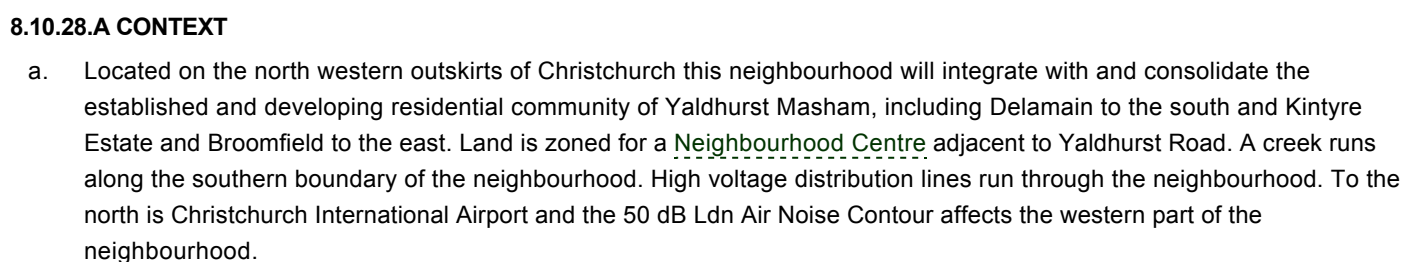 8.10.28.A CONTEXT
a. Located on the north western outskirts of Christchurch this neighbourhood will integrate with and consolidate the
established and developing residential community of Yaldhurst Masham, including Delamain to the south and Kintyre
Estate and Broomfield to the east. Land is zoned for a Neighbourhood Centre adjacent to Yaldhurst Road. A creek runs
along the southern boundary of the neighbourhood. High voltage distribution lines run through the neighbourhood. To the
north is Christchurch International Airport and the 50 dB Ldn Air Noise Contour affects the western part of the
neighbourhood.